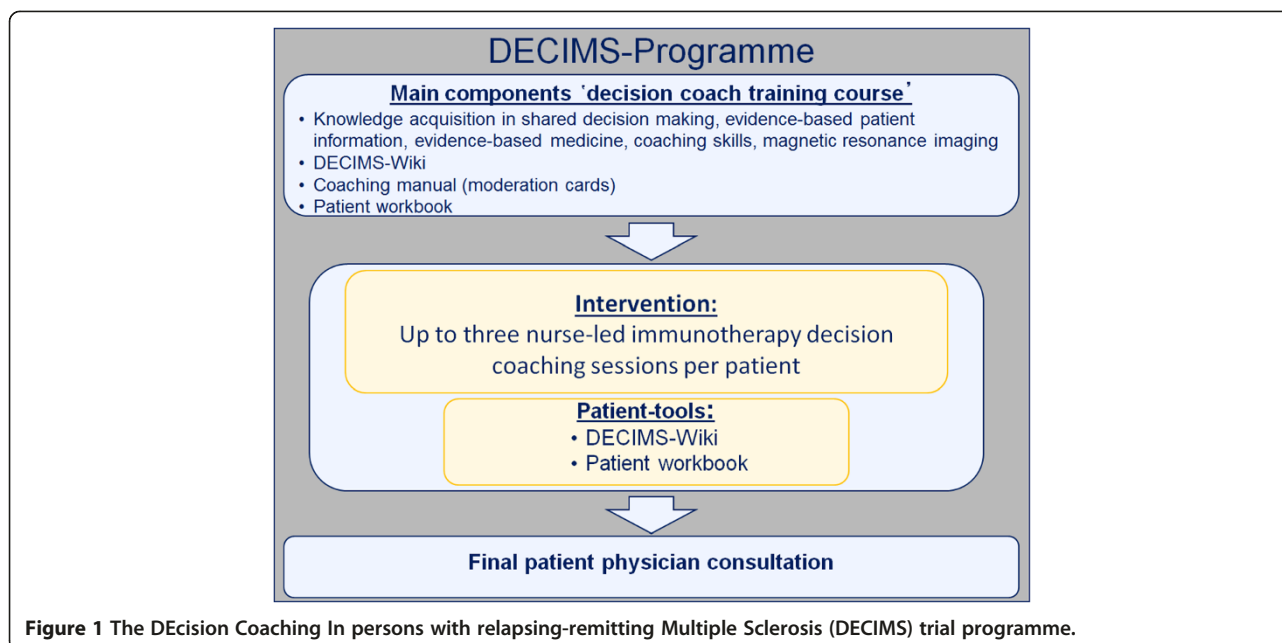 DECIMS-Programme
Main components ‘decision coach training course’
• Knowledge acquisition in shared decision making, evidence-based patient
information, evidence-based medicine, coaching skills, magnetic resonance imaging
• DECIMS-Wiki
• Coaching manual (moderation cards)
• Patient workbook
Intervention:
Up to three nurse-led immunotherapy decision
coaching sessions per patient
Patient-tools:
• DECIMS-Wiki
• Patient workbook
Final patient physician consultation
Figure 1 The DEcision Coaching In persons with relapsing-remitting Multiple Sclerosis (DECIMS) trial programme.